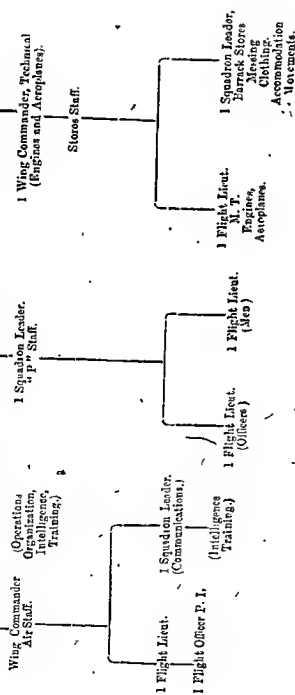 Wing Commander
Air Staff.
(Operations
Organization,
Intelligence,
Training.)
1 Flight Lieut.
1 Flight Officer P. I.
1 Squadron Leader.
(Communications.)
(Intelligence
Training.)
1 Squadron Leader.
"P" Staff.
1 Flight Lieut.
(Officers)
1 Flight Lieut.
(Men)
1 Wing Commander, Technical
(Engines and Aeroplanes).
Stores Staff.
1 Flight Lieut.
M. T.
Engines,
Aeroplanes.
1 Squadron Leader,
Barrack Stores
Messing
Clothing.
Accommodation
Movements.